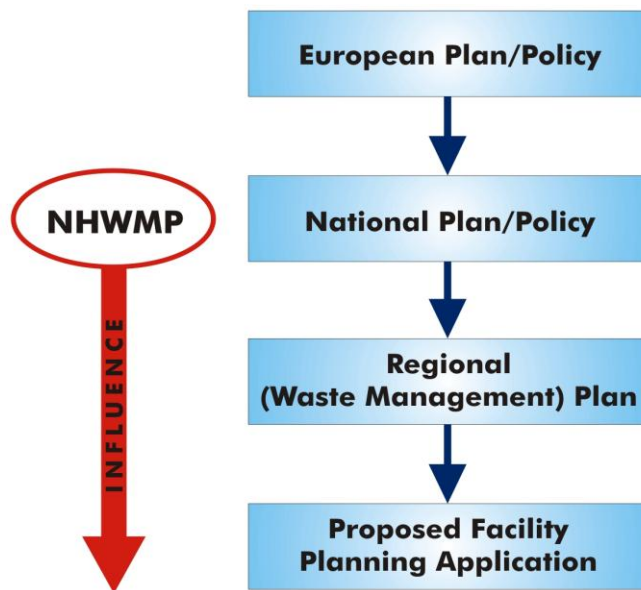 European Plan/Policy
NHWMP
National Plan/Policy
INFLUENCE
Regional
(Waste Management) Plan
Proposed Facility
Planning Application